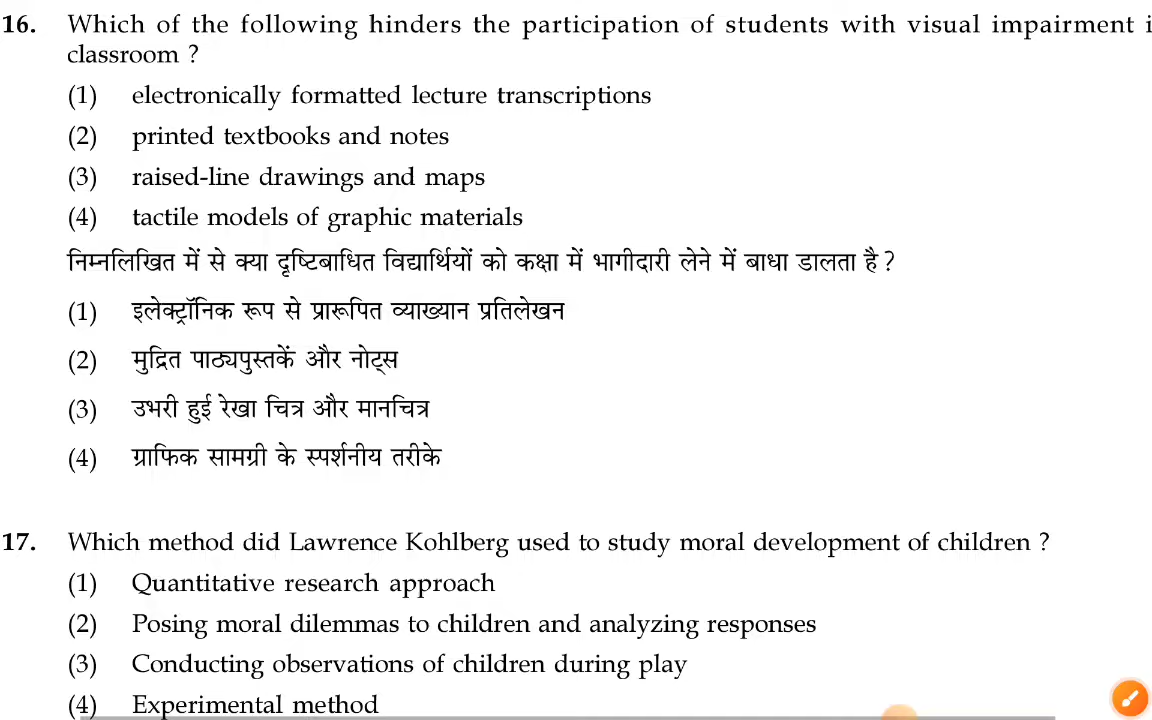 16. Which of the following hinders the participation of students with visual impairment i
classroom ?
(1) electronically formatted lecture transcriptions
(2) printed textbooks and notes
(3) raised-line drawings and maps
(4) tactile models of graphic materials
निम्नलिखित में से क्या दृष्टिबाधित विद्यार्थियों को कक्षा में भागीदारी लेने में बाधा डालता है ?
(1) इलेक्ट्रॉनिक रूप से प्रारूपित व्याख्यान प्रतिलेखन
(2) मुद्रित पाठ्यपुस्तकें और नोट्स
(3) उभरी हुई रेखा चित्र और मानचित्र
(4) ग्राफिक सामग्री के स्पर्शनीय तरीके
17. Which method did Lawrence Kohlberg used to study moral development of children ?
(1) Quantitative research approach
(2) Posing moral dilemmas to children and analyzing responses
(3) Conducting observations of children during play
(4) Experimental method